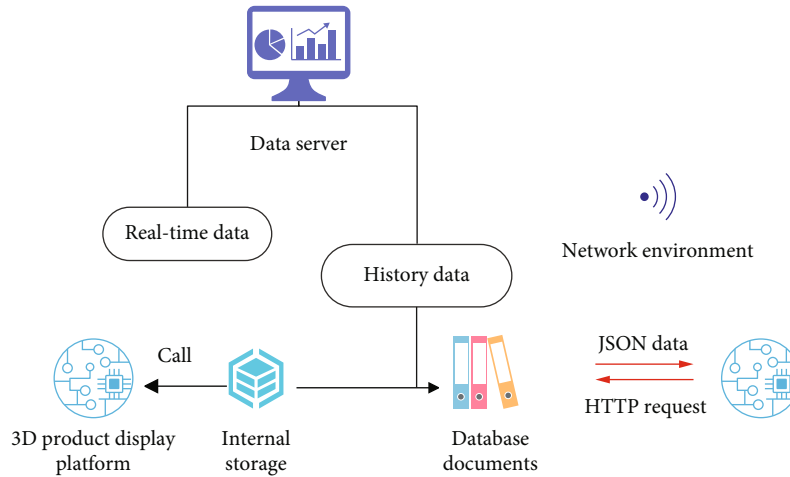 Data server
Real-time data
Network environment
History data
Call
JSON data
HTTP request
3D product display
platform
Internal
storage
Database
documents